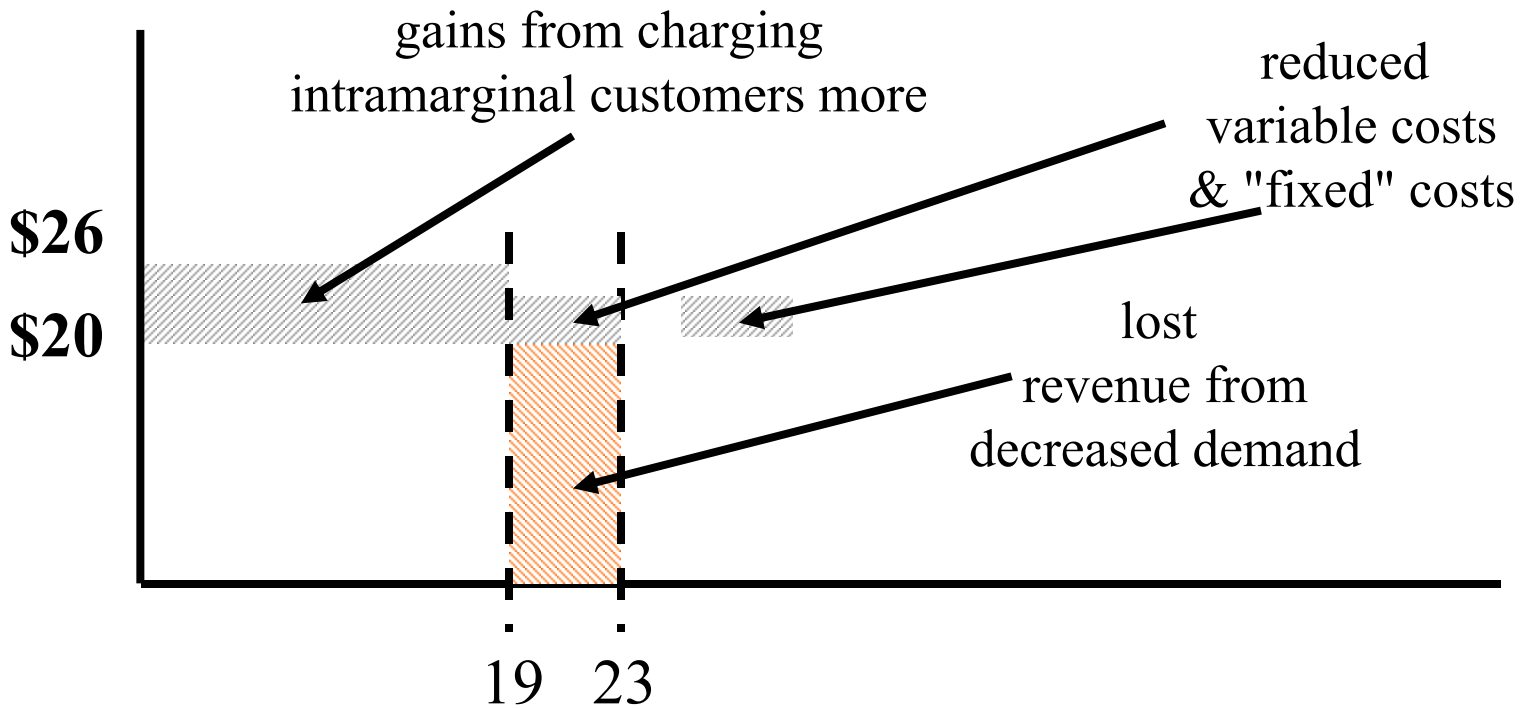 gains from charging
intramarginal customers more
reduced
variable costs
& "fixed" costs
$26
$20
lost
revenue from
decreased demand
19
23